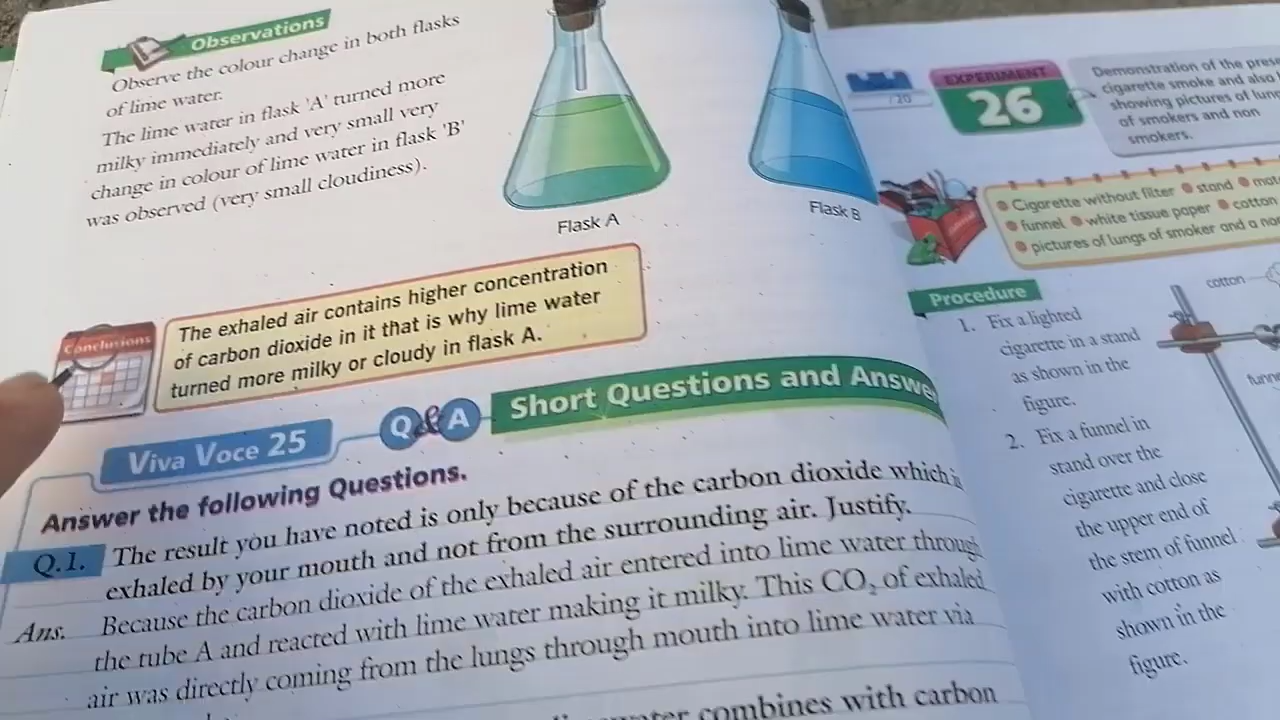 Observations
Observe the colour change in both flasks
of lime water.
The lime water in flask 'A' turned more
milky immediately and very small very
change in colour of lime water in flask 'B'
was observed (very small cloudiness).
Flask A
Flask B
Conclusions
The exhaled air contains higher concentration
of carbon dioxide in it that is why lime water
turned more milky or cloudy in flask A.
Viva Voce 25
Q&A
Short Questions and Answe
Answer the following Questions.
Q.1. The result you have noted is only because of the carbon dioxide which is
exhaled by your mouth and not from the surrounding air. Justify.
Ans. Because the carbon dioxide of the exhaled air entered into lime water through
the tube A and reacted with lime water making it milky. This CO₂ of exhaled
air was directly coming from the lungs through mouth into lime water via
water combines with carbon
/ 20
EXPERIMENT
26
Demonstration of the prese
cigarette smoke and also
showing pictures of lun
of smokers and non
smokers.
Cigarette without filter stand mat
funnel white tissue paper cotton
pictures of lungs of smoker and a no
Procedure
1. Fix a lighted
cigarette in a stand
as shown in the
figure.
2. Fix a funnel in
stand over the
cigarette and close
the upper end of
the stem of funnel
with cotton as
shown in the
figure.
cotton
funne